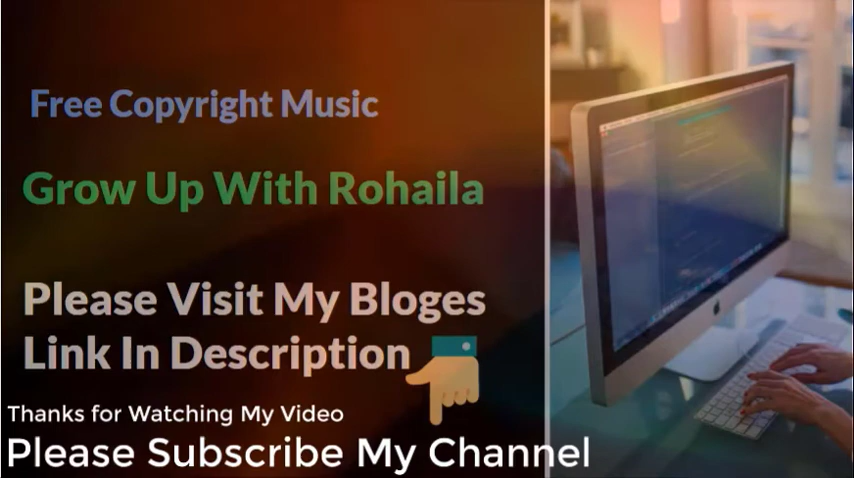 Free Copyright Music
Grow Up With Rohaila
Please Visit My Bloges
Link In Description
Thanks for Watching My Video
Please Subscribe My Channel